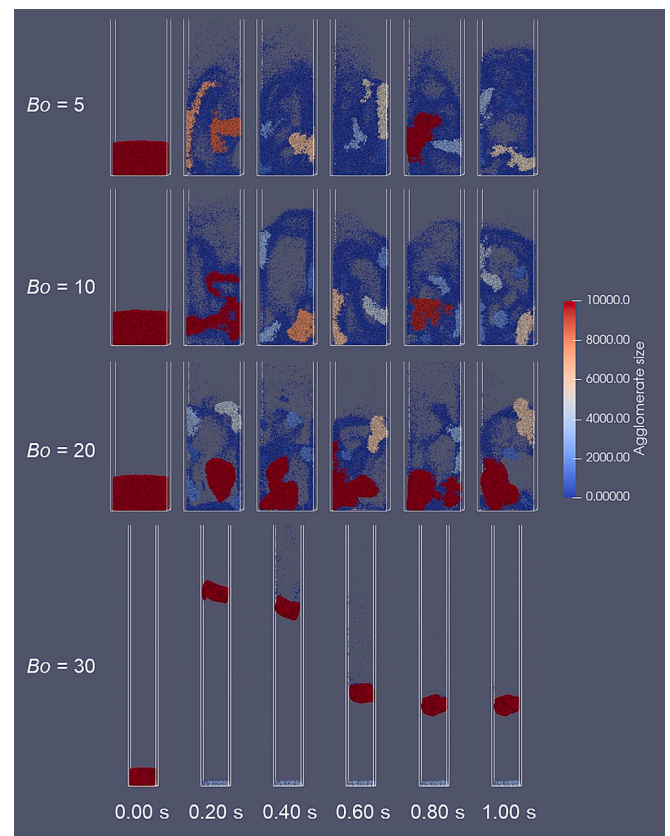 Bo = 5
Bo = 10
10000.0
8000.00
6000.00
4000.00
2000.00
0.00000
Agglomerate size
Bo = 20
Bo = 30
0.00 s 0.20 s 0.40 s 0.60 s 0.80 s 1.00 s